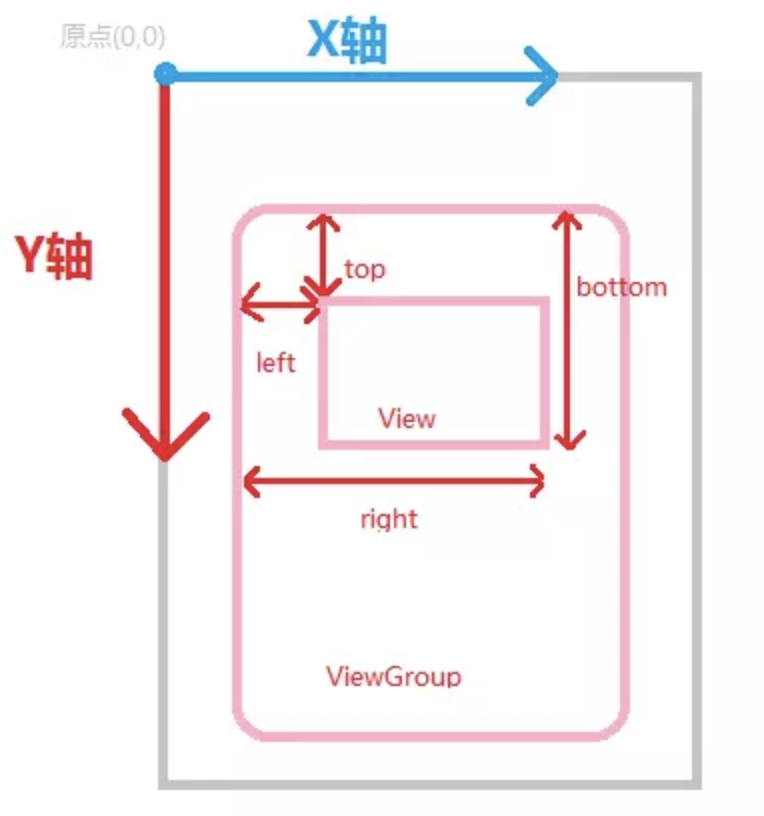 原点(0,0)
X轴
Y轴
top
bottom
left
View
right
ViewGroup